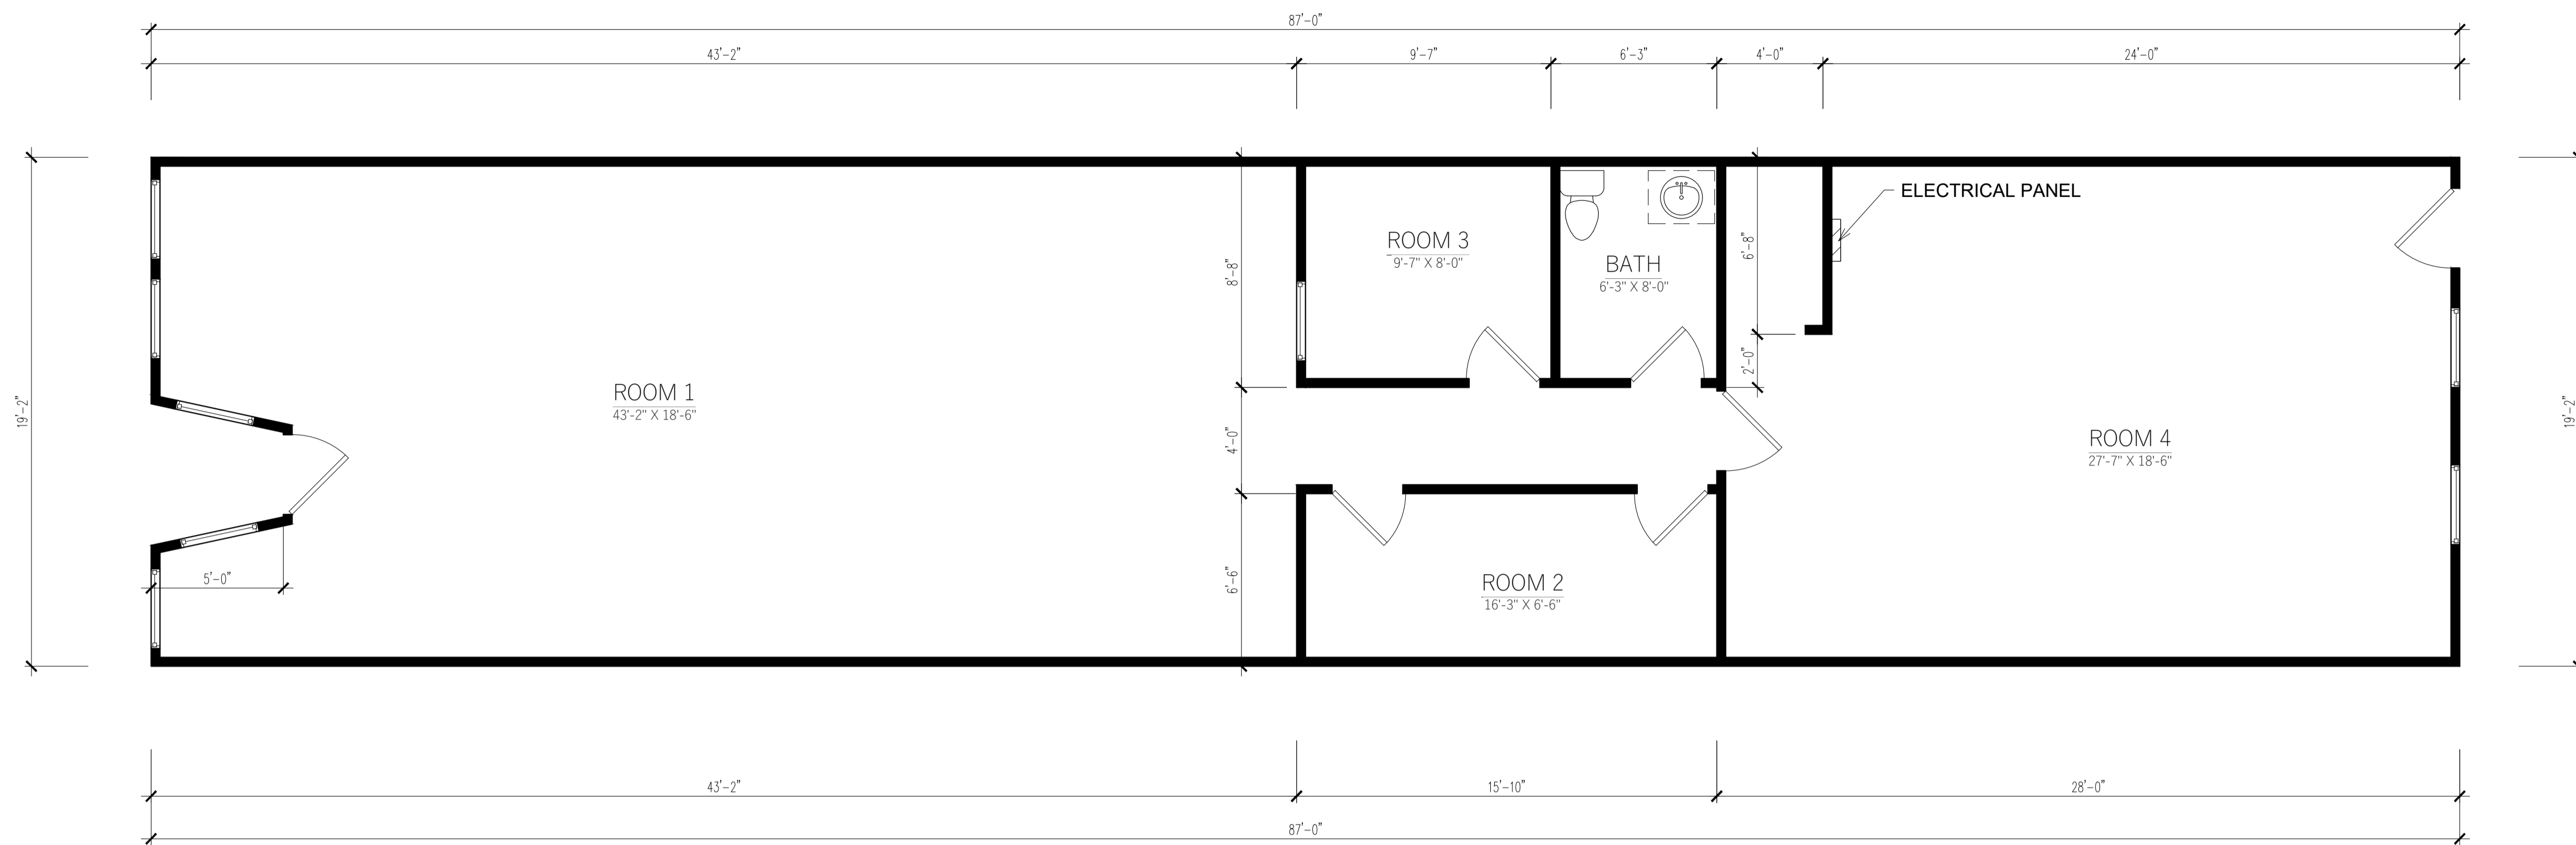 87'-0"
43'-2"
9'-7"
6'-3"
4'-0"
24'-0"
ELECTRICAL PANEL
ROOM 3
9'-7" X 8'-0"
BATH
6'-3" X 8'-0"
8'-8"
6'-8"
2'-0"
19'-2"
ROOM 1
43'-2" X 18'-6"
4'-0"
ROOM 4
27'-7" X 18'-6"
19'-2"
5'-0"
6'-6"
ROOM 2
16'-3" X 6'-6"
43'-2"
15'-10"
28'-0"
87'-0"